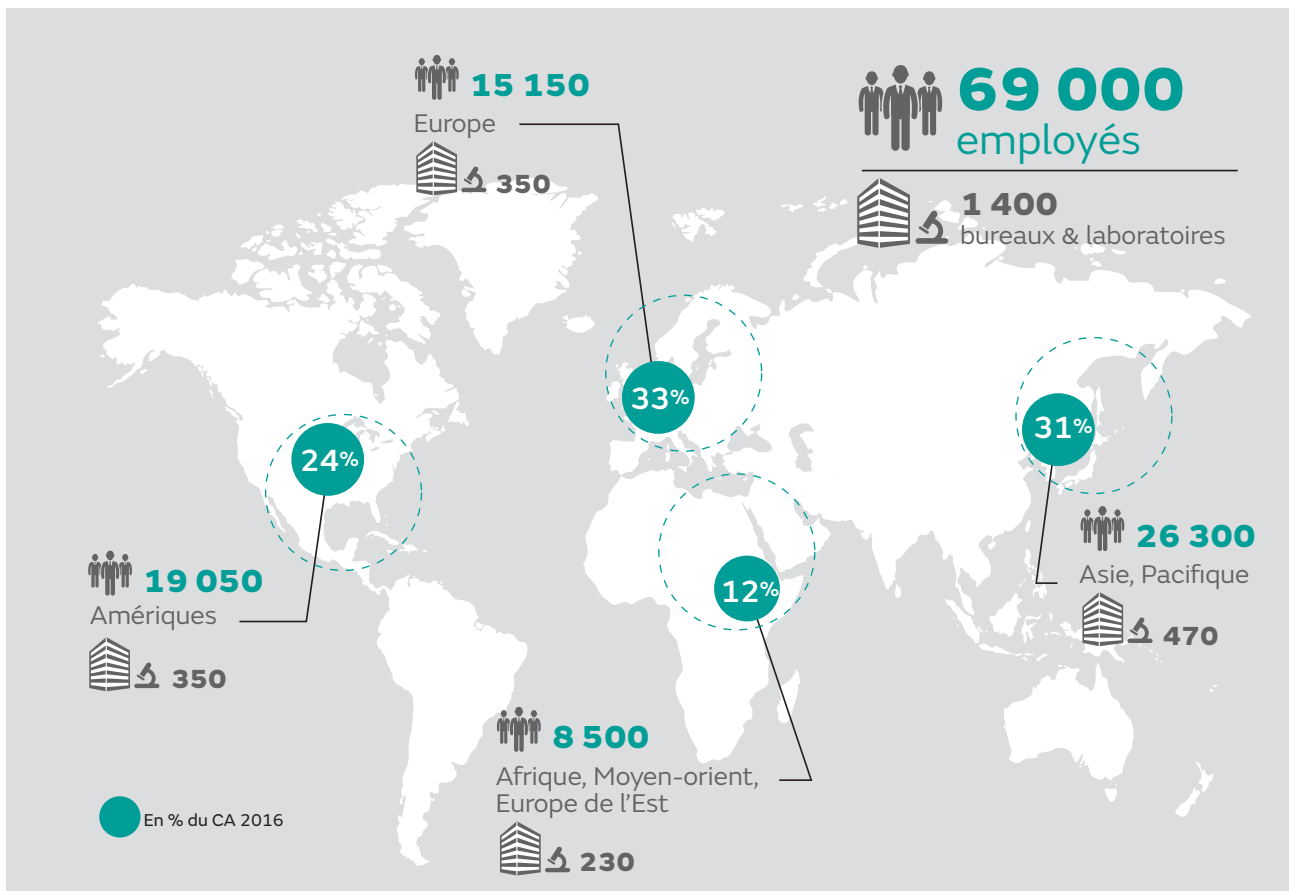 69 000
employés
1 400
bureaux & laboratoires
15 150
Europe
350
33%
24%
19 050
Amériques
350
31%
26 300
Asie, Pacifique
470
12%
8 500
Afrique, Moyen-orient,
Europe de l’Est
230
En % du CA 2016